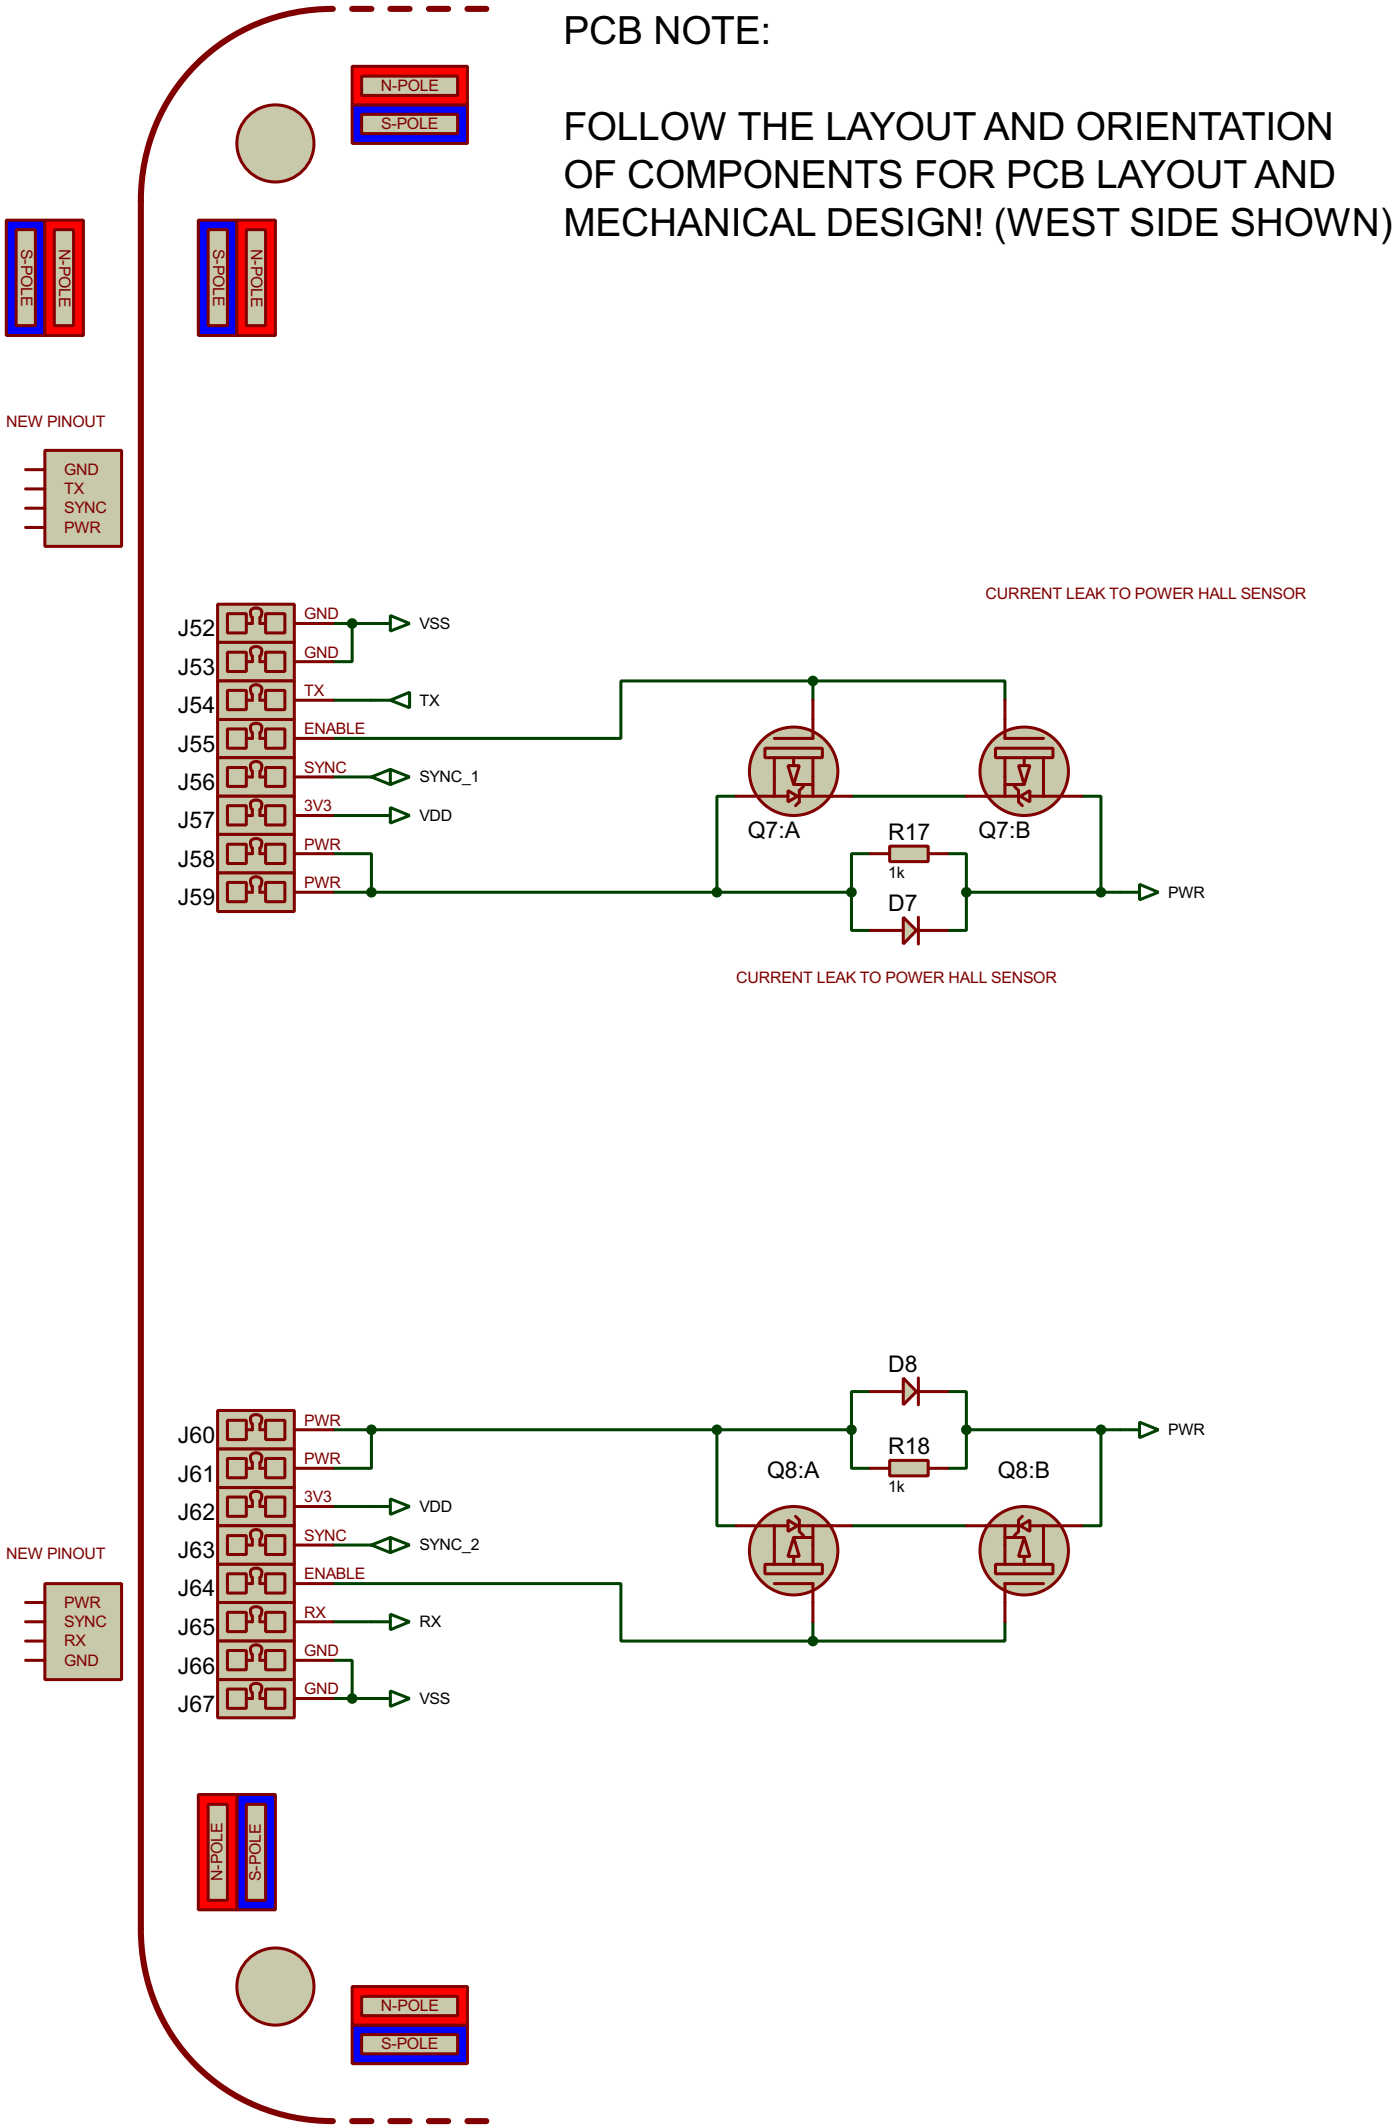 PCB NOTE:
FOLLOW THE LAYOUT AND ORIENTATION
OF COMPONENTS FOR PCB LAYOUT AND
MECHANICAL DESIGN! (WEST SIDE SHOWN)
N-POLE
S-POLE
S-POLE
N-POLE
S-POLE
N-POLE
NEW PINOUT
GND
TX
SYNC
PWR
CURRENT LEAK TO POWER HALL SENSOR
J52 GND VSS
J53 GND
J54 TX TX
J55 ENABLE
J56 SYNC SYNC_1
J57 3V3 VDD
J58 PWR
J59 PWR
Q7:A
Q7:B
R17
1k
D7
PWR
CURRENT LEAK TO POWER HALL SENSOR
D8
J60 PWR
J61 PWR
J62 3V3 VDD
J63 SYNC SYNC_2
J64 ENABLE
J65 RX RX
J66 GND
J67 GND VSS
PWR
R18
1k
Q8:A
Q8:B
NEW PINOUT
PWR
SYNC
RX
GND
N-POLE
S-POLE
N-POLE
S-POLE